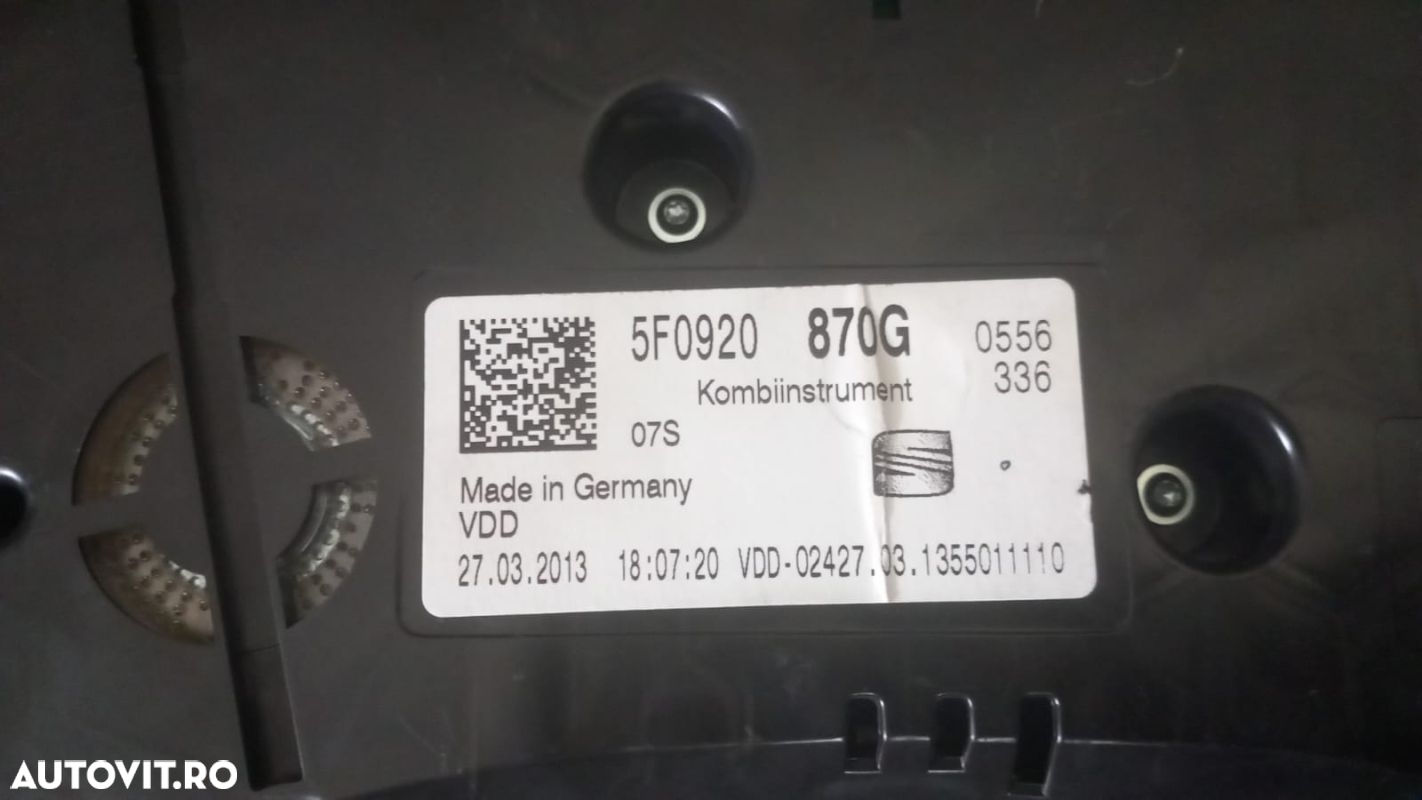 5F0920 870G 0556
336
Kombiinstrument
07S
Made in Germany
VDD
27.03.2013 18:07:20 VDD-02427.03.1355011110
AUTOVIT.RO